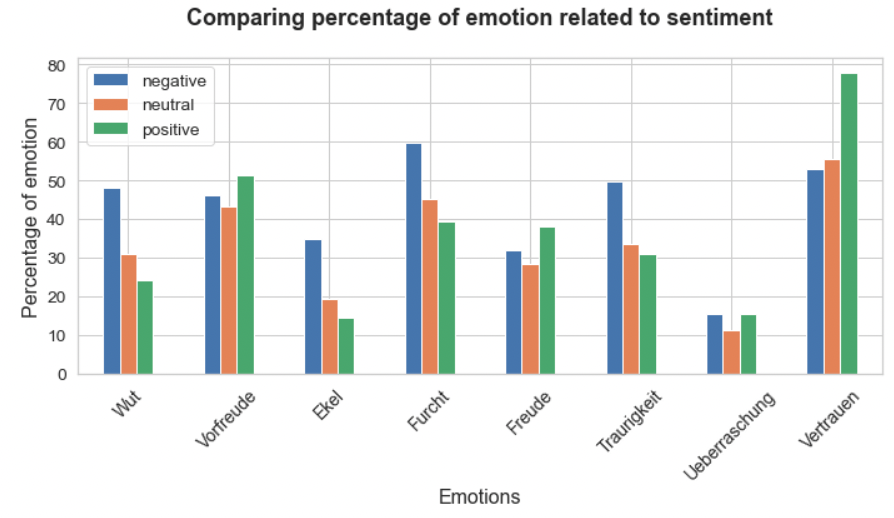 Comparing percentage of emotion related to sentiment
Percentage of emotion
80
70
60
50
40
30
20
10
0
negative
neutral
positive
Wut
Vorfreude
Ekel
Furcht
Freude
Traurigkeit
Ueberraschung
Vertrauen
Emotions